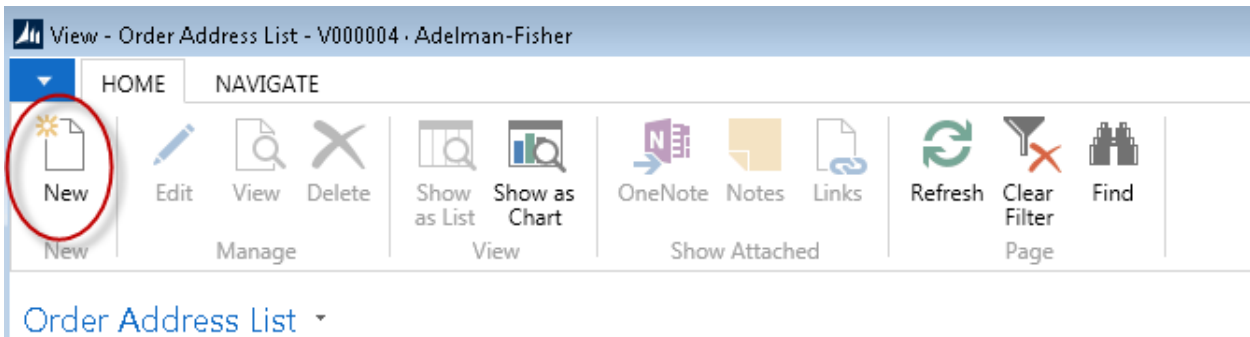 View - Order Address List - V000004 · Adelman-Fisher
HOME NAVIGATE
New Edit View Delete Show as List Show as Chart OneNote Notes Links Refresh Clear Filter Find
New Manage View Show Attached Page
Order Address List